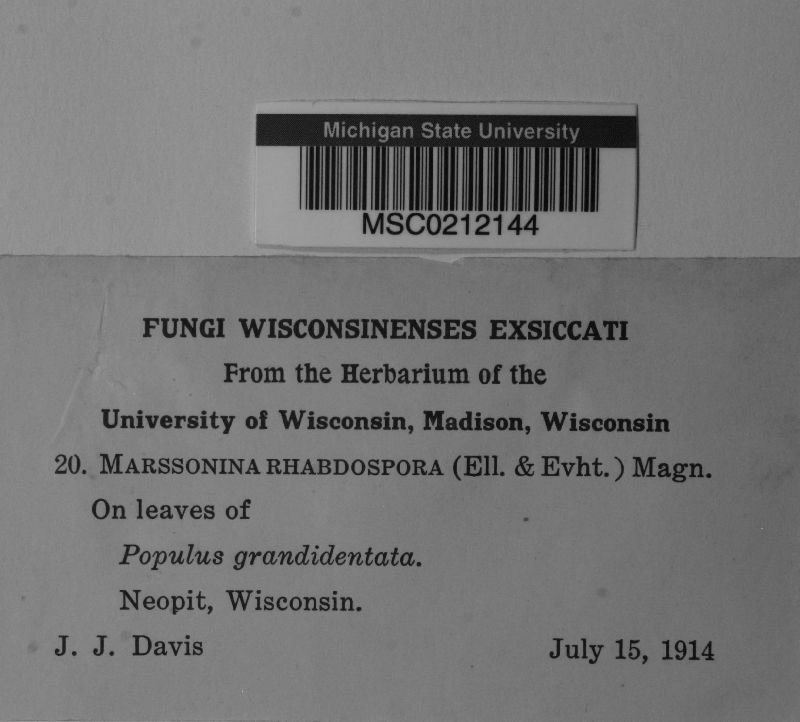 Michigan State University
MSC0212144
FUNGI WISCONSINENSES EXSICCATI
From the Herbarium of the
University of Wisconsin, Madison, Wisconsin
20. MARSSONINA RHABDOSPORA (Ell. & Evht.) Magn.
On leaves of
Populus grandidentata.
Neopit, Wisconsin.
J. J. Davis July 15, 1914